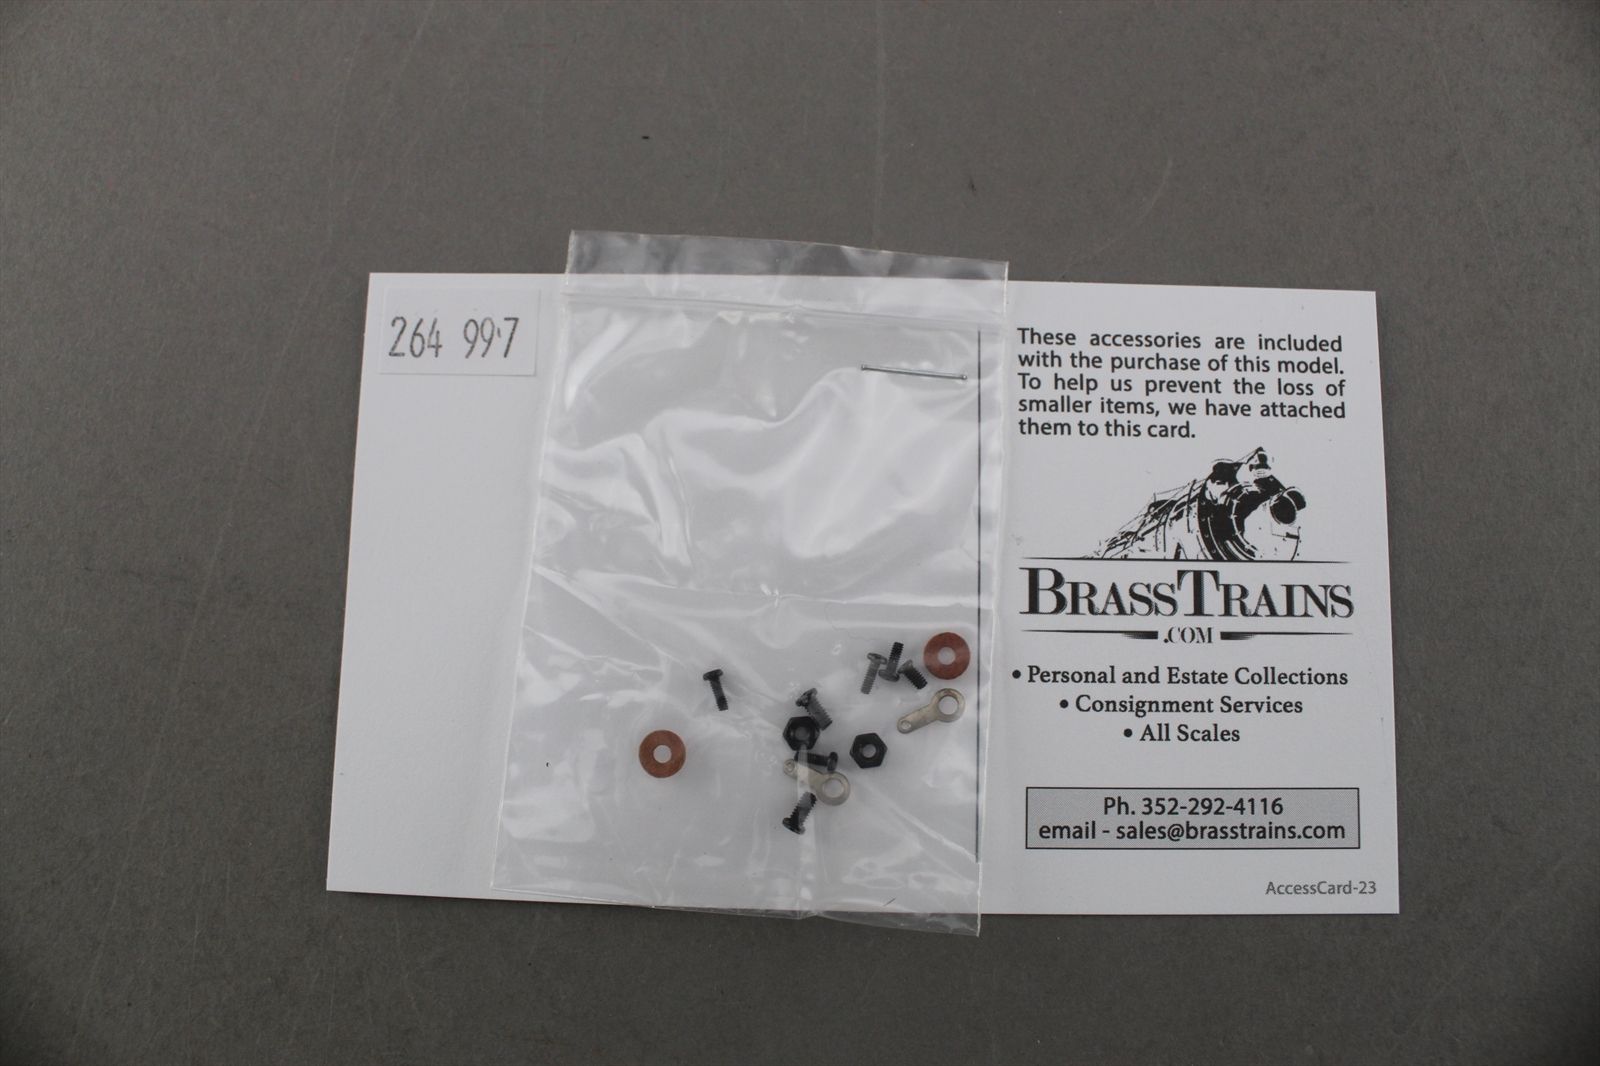 264 99·7
These accessories are included
with the purchase of this model.
To help us prevent the loss of
smaller items, we have attached
them to this card.
BRASSTRAINS
.COM
• Personal and Estate Collections
• Consignment Services
• All Scales
Ph. 352-292-4116
email - sales@brasstrains.com
AccessCard-23